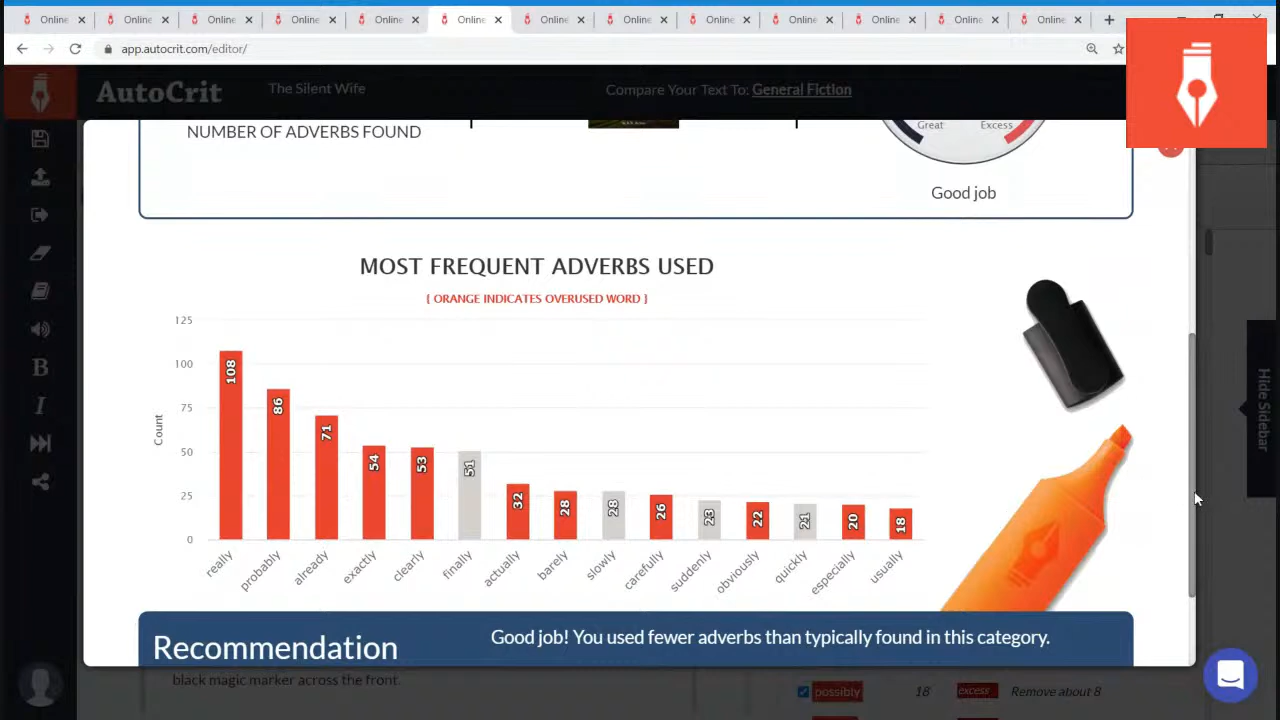 Online
Online
Online
Online
Online
Online
Online
Online
Online
Online
Online
Online
Online
app.autocrit.com/editor/
AutoCrit
The Silent Wife
Compare Your Text To: General Fiction
NUMBER OF ADVERBS FOUND
Great
Excess
Good job
MOST FREQUENT ADVERBS USED
( ORANGE INDICATES OVERUSED WORD )
125
100
75
50
25
0
Count
108
86
71
54
53
51
32
28
28
26
23
22
21
20
18
really
probably
already
exactly
clearly
finally
actually
barely
slowly
carefully
suddenly
obviously
quickly
especially
usually
B
I
Hide Sidebar
Recommendation
Good job! You used fewer adverbs than typically found in this category.
black magic marker across the front.
possibly 18 excess Remove about 8